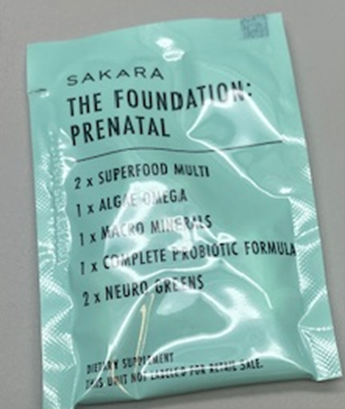 SAKARA
THE FOUNDATION:
PRENATAL
2 x SUPERFOOD MULTI
1 x ALGAE OMEGA
1 x MACRO MINERALS
1 x COMPLETE PROBIOTIC FORMULA
2 x NEURO GREENS
DIETARY SUPPLEMENT
THIS UNIT NOT LABELED FOR RETAIL SALE.